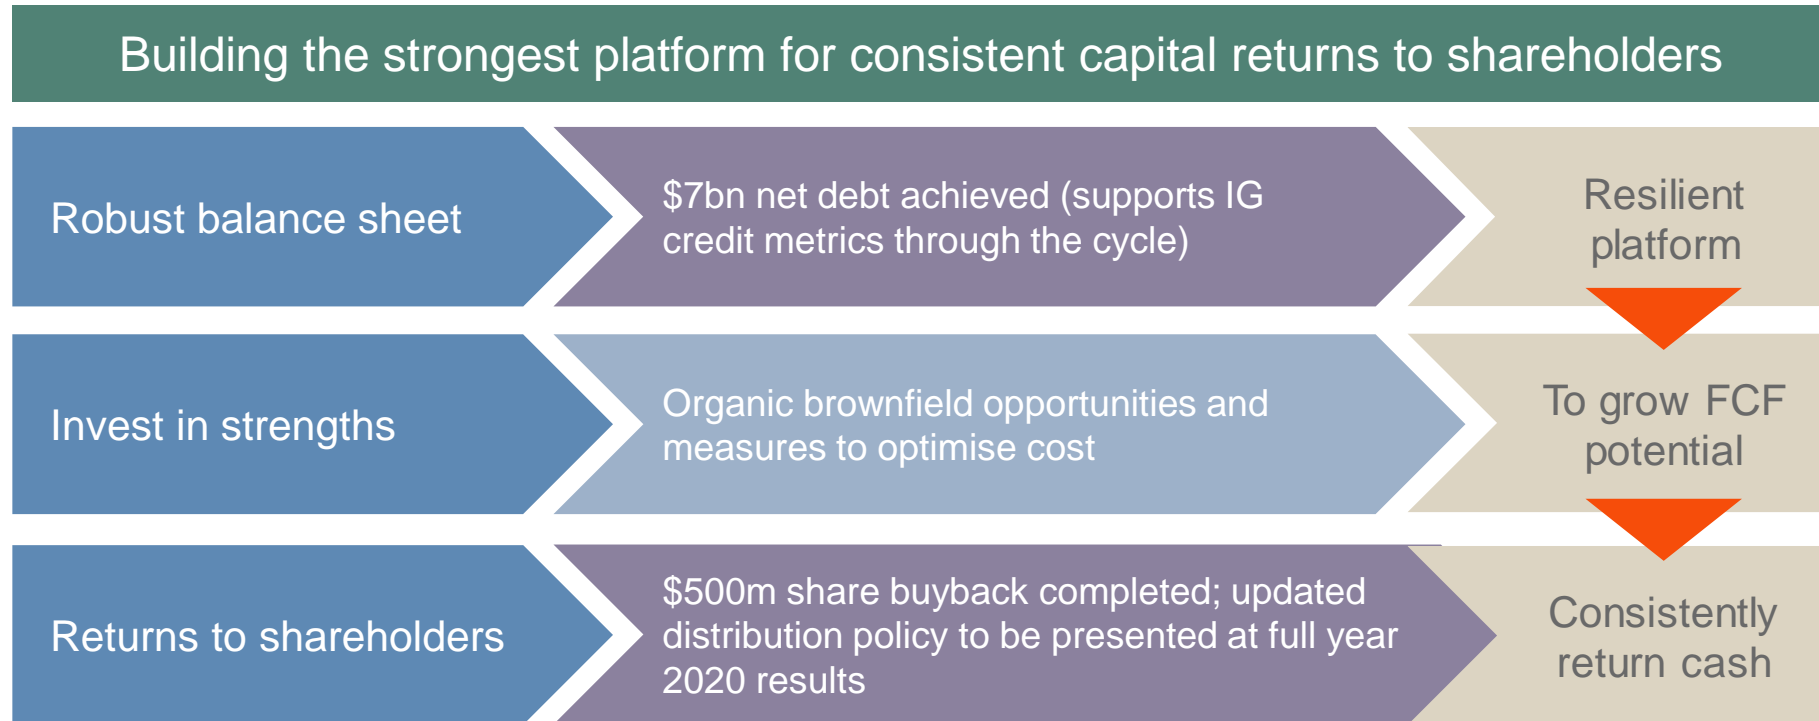 Building the strongest platform for consistent capital returns to shareholders
Robust balance sheet
$7bn net debt achieved (supports IG
credit metrics through the cycle)
Resilient
platform
Invest in strengths
Organic brownfield opportunities and
measures to optimise cost
To grow FCF
potential
Returns to shareholders
$500m share buyback completed; updated
distribution policy to be presented at full year
2020 results
Consistently
return cash